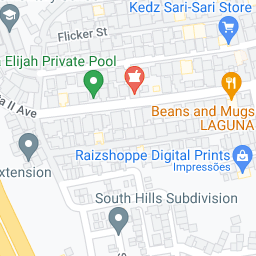 Flicker St
Kedz Sari-Sari Store
Elijah Private Pool
a II Ave
Beans and Mugs
LAGUNA
Raizshoppe Digital Prints
Impressões
xtension
South Hills Subdivision